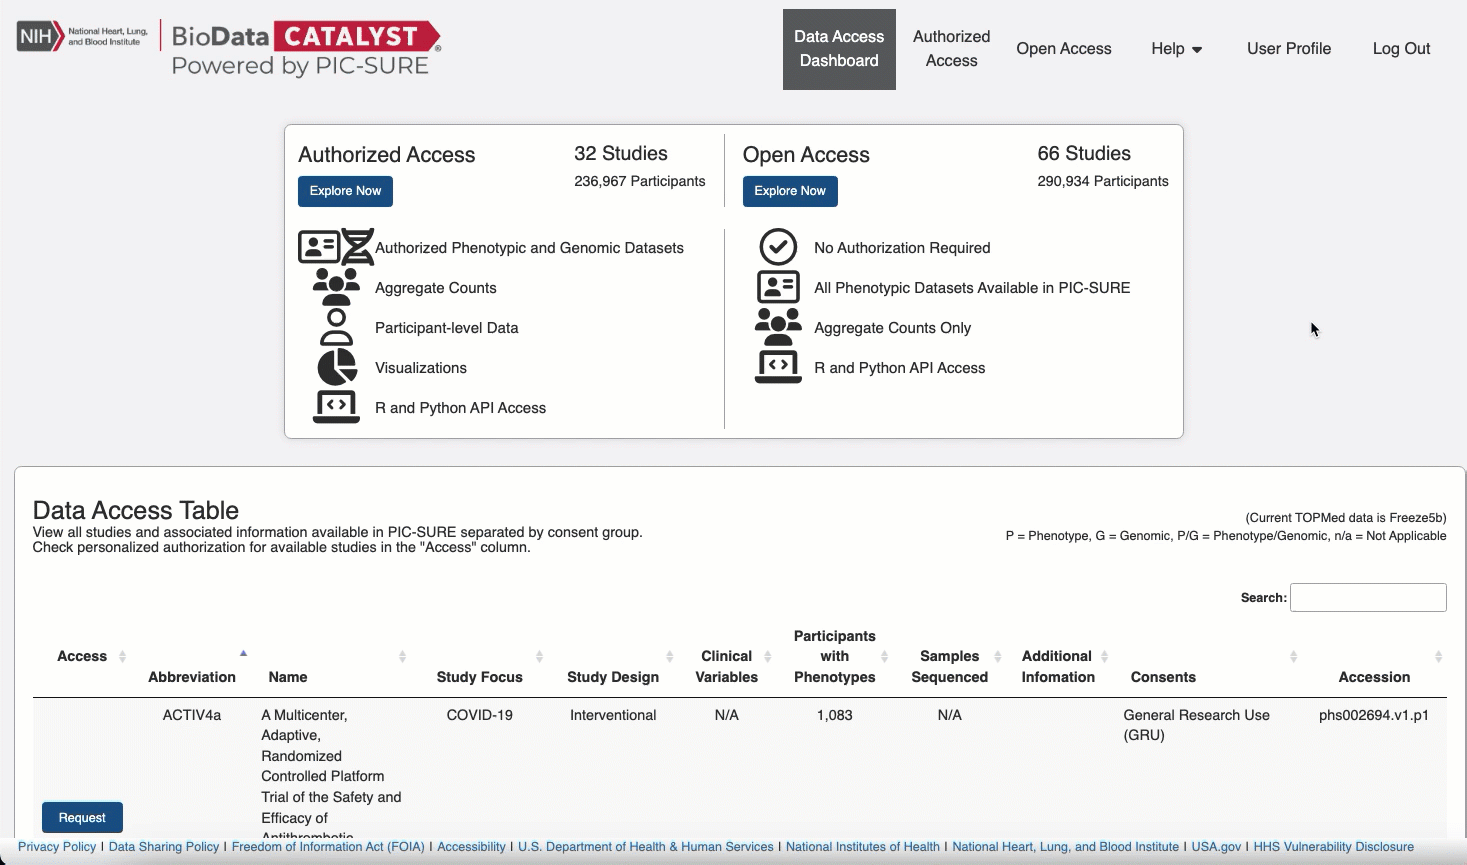 NIH National Heart, Lung, and Blood Institute
BioData CATALYST®
Powered by PIC-SURE
Data Access Dashboard
Authorized Access
Open Access
Help
User Profile
Log Out
Authorized Access
32 Studies
Explore Now
236,967 Participants
Authorized Phenotypic and Genomic Datasets
Aggregate Counts
Participant-level Data
Visualizations
R and Python API Access
Open Access
66 Studies
Explore Now
290,934 Participants
No Authorization Required
All Phenotypic Datasets Available in PIC-SURE
Aggregate Counts Only
R and Python API Access
Data Access Table
View all studies and associated information available in PIC-SURE separated by consent group.
Check personalized authorization for available studies in the "Access" column.
(Current TOPMed data is Freeze5b)
P = Phenotype, G = Genomic, P/G = Phenotype/Genomic, n/a = Not Applicable
Search:
Access
Abbreviation
Name
Study Focus
Study Design
Clinical Variables
Participants with Phenotypes
Samples Sequenced
Additional Infomation
Consents
Accession
ACTIV4a
A Multicenter,
Adaptive,
Randomized
Controlled Platform
Trial of the Safety and
Efficacy of
Antithrombotic
COVID-19
Interventional
N/A
1,083
N/A
General Research Use
(GRU)
phs002694.v1.p1
Request
Privacy Policy | Data Sharing Policy | Freedom of Information Act (FOIA) | Accessibility | U.S. Department of Health & Human Services | National Institutes of Health | National Heart, Lung, and Blood Institute | USA.gov | HHS Vulnerability Disclosure